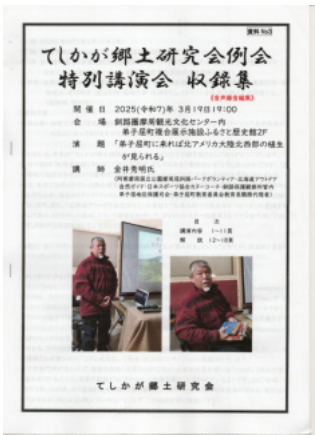 資料 No3
てしかが郷土研究会例会
特別講演会 収録集
《音声録音編集》
開催日 2025(令和7)年 3月19日19:00
会 場 釧路圏摩周観光文化センター内
弟子屈町複合展示施設ふるさと歴史館2F
演 題 「弟子屈町に来れば北アメリカ大陸北西部の植生
が見られる」
講 師 金井秀明氏
目 次
講演内容 1~11頁
解 説 12~18頁
てしかが郷土研究会